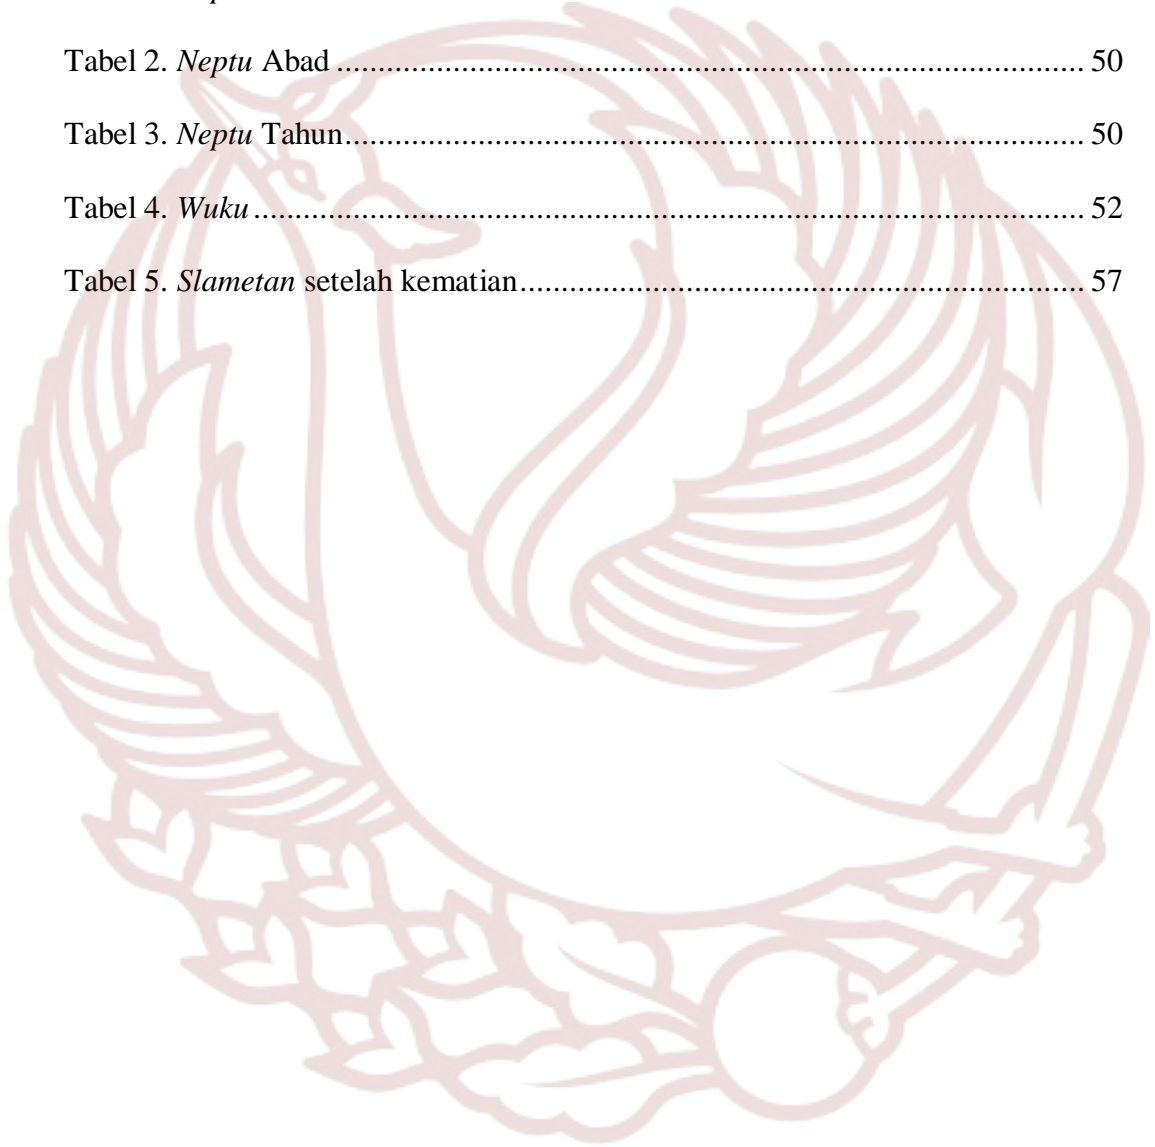 Tabel 2. Neptu Abad ............................................................................................. 50
Tabel 3. Neptu Tahun............................................................................................ 50
Tabel 4. Wuku ....................................................................................................... 52
Tabel 5. Slametan setelah kematian...................................................................... 57